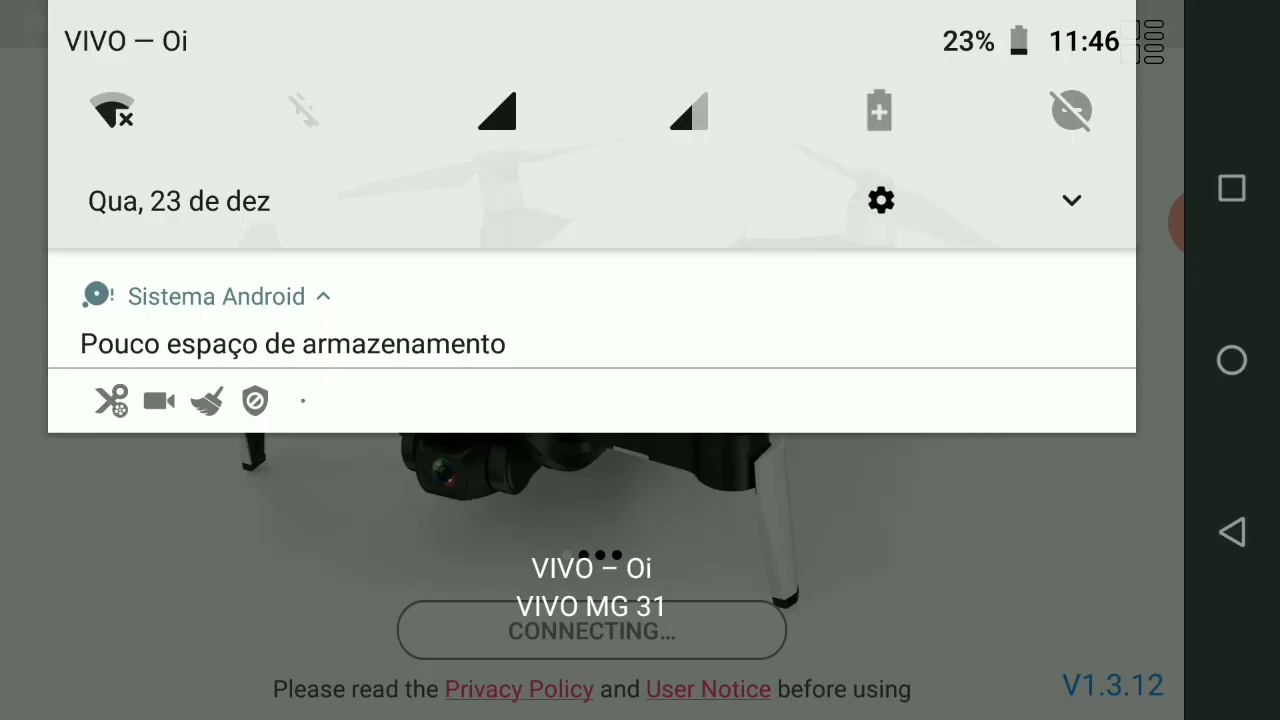 VIVO — Oi
23% 11:46
Qua, 23 de dez
Sistema Android
Pouco espaço de armazenamento
VIVO – Oi
VIVO MG 31
CONNECTING...
Please read the Privacy Policy and User Notice before using
V1.3.12